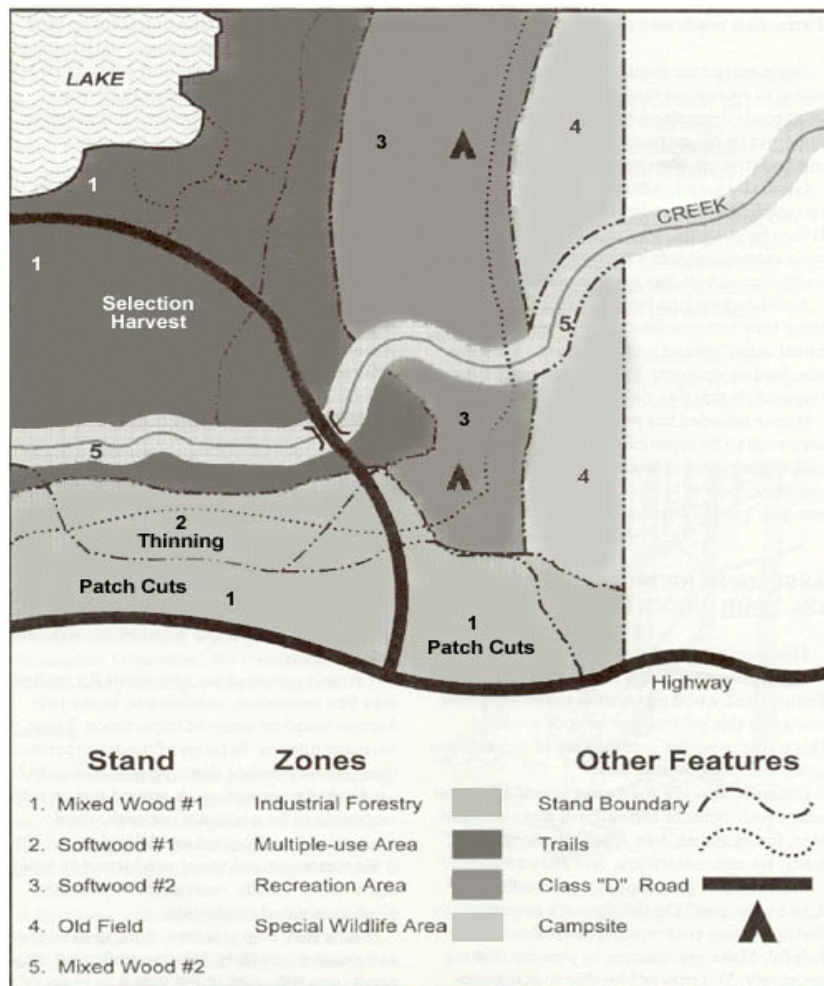 LAKE
3
4
1
CREEK
1
Selection
Harvest
5
3
5
4
2
Thinning
Patch Cuts
1
1
Patch Cuts
Highway
Stand Zones Other Features
1. Mixed Wood #1 Industrial Forestry Stand Boundary
2. Softwood #1 Multiple-use Area Trails
3. Softwood #2 Recreation Area Class "D" Road
4. Old Field Special Wildlife Area Campsite
5. Mixed Wood #2